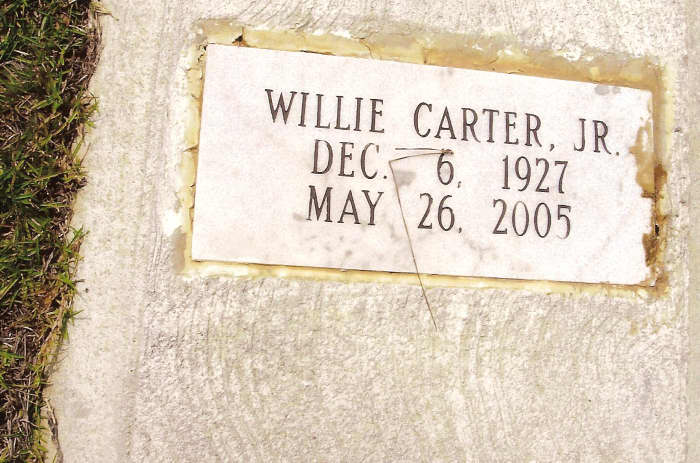 WILLIE CARTER, JR.
DEC. 6, 1927
MAY 26, 2005